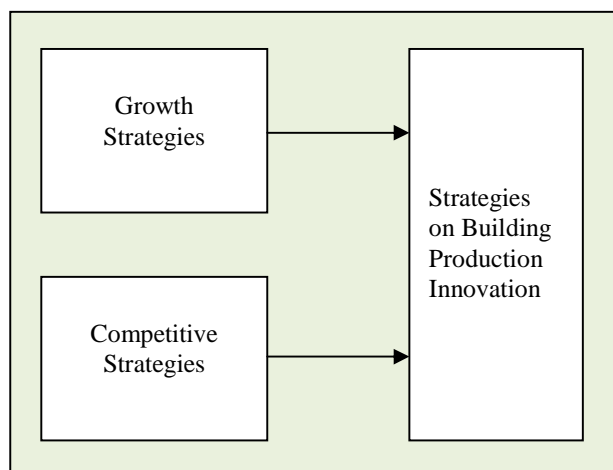 Growth
Strategies
Strategies
on Building
Production
Innovation
Competitive
Strategies